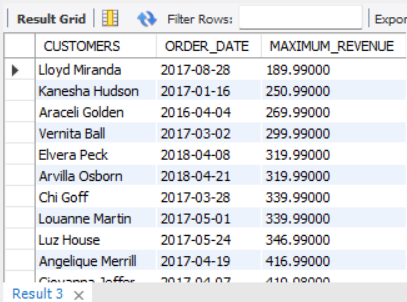 Result Grid Filter Rows: Expor
CUSTOMERS ORDER_DATE MAXIMUM_REVENUE
Lloyd Miranda 2017-08-28 189.99000
Kanesha Hudson 2017-01-16 250.99000
Araceli Golden 2016-04-04 269.99000
Vernita Ball 2017-03-02 299.99000
Elvera Peck 2018-04-08 319.99000
Arvilla Osborn 2018-04-21 319.99000
Chi Goff 2017-03-28 339.99000
Louanne Martin 2017-05-01 339.99000
Luz House 2017-05-24 346.99000
Angelique Merrill 2017-04-19 416.99000
Result 3